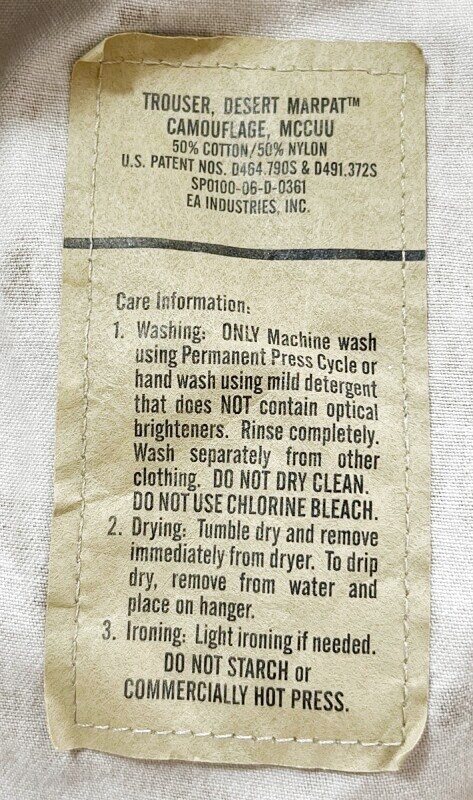 TROUSER, DESERT MARPAT™
CAMOUFLAGE, MCCUU
50% COTTON/50% NYLON
U.S. PATENT NOS. D464.790S & D491.372S
SPO100-06-D-0361
EA INDUSTRIES, INC.
Care Information:
1. Washing: ONLY Machine wash
using Permanent Press Cycle or
hand wash using mild detergent
that does NOT contain optical
brighteners. Rinse completely.
Wash separately from other
clothing. DO NOT DRY CLEAN.
DO NOT USE CHLORINE BLEACH.
2. Drying: Tumble dry and remove
immediately from dryer. To drip
dry, remove from water and
place on hanger.
3. Ironing: Light ironing if needed.
DO NOT STARCH or
COMMERCIALLY HOT PRESS.